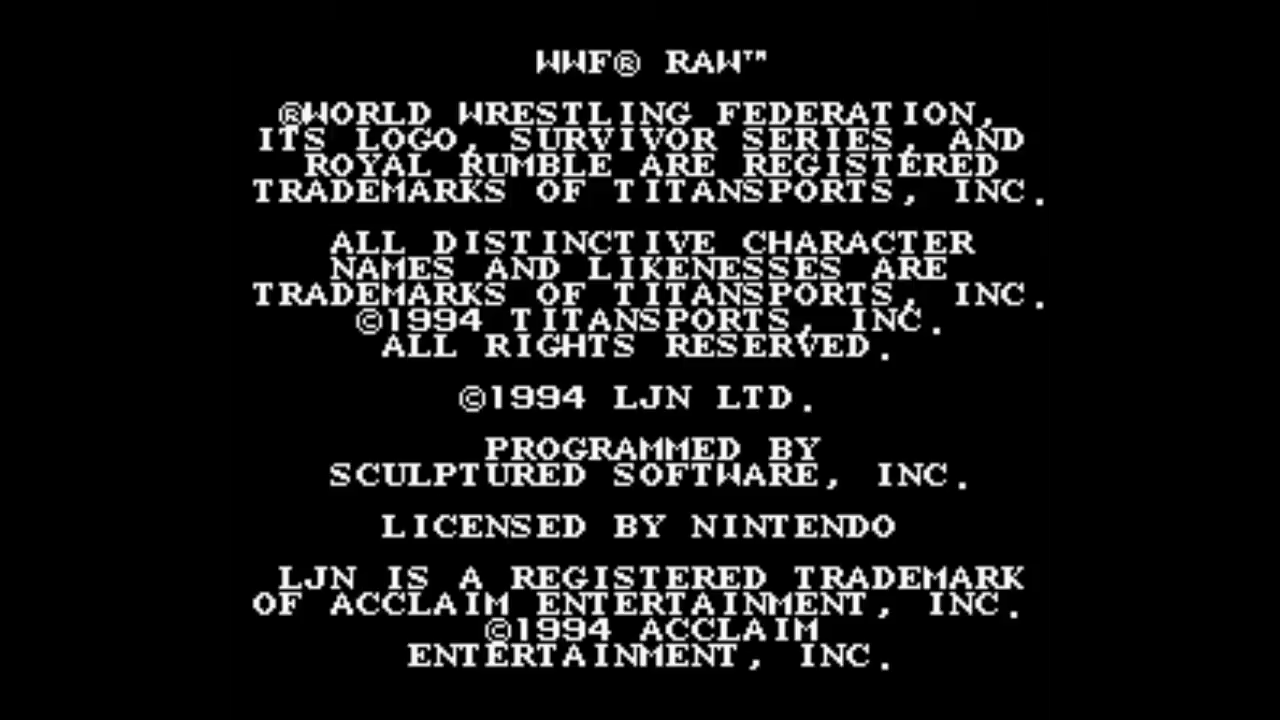 WWF® RAW™
®WORLD WRESTLING FEDERATION,
ITS LOGO, SURVIVOR SERIES, AND
ROYAL RUMBLE ARE REGISTERED
TRADEMARKS OF TITANSPORTS, INC.
ALL DISTINCTIVE CHARACTER
NAMES AND LIKENESSES ARE
TRADEMARKS OF TITANSPORTS, INC.
©1994 TITANSPORTS, INC.
ALL RIGHTS RESERVED.
©1994 LJN LTD.
PROGRAMMED BY
SCULPTURED SOFTWARE, INC.
LICENSED BY NINTENDO
LJN IS A REGISTERED TRADEMARK
OF ACCLAIM ENTERTAINMENT, INC.
©1994 ACCLAIM
ENTERTAINMENT, INC.